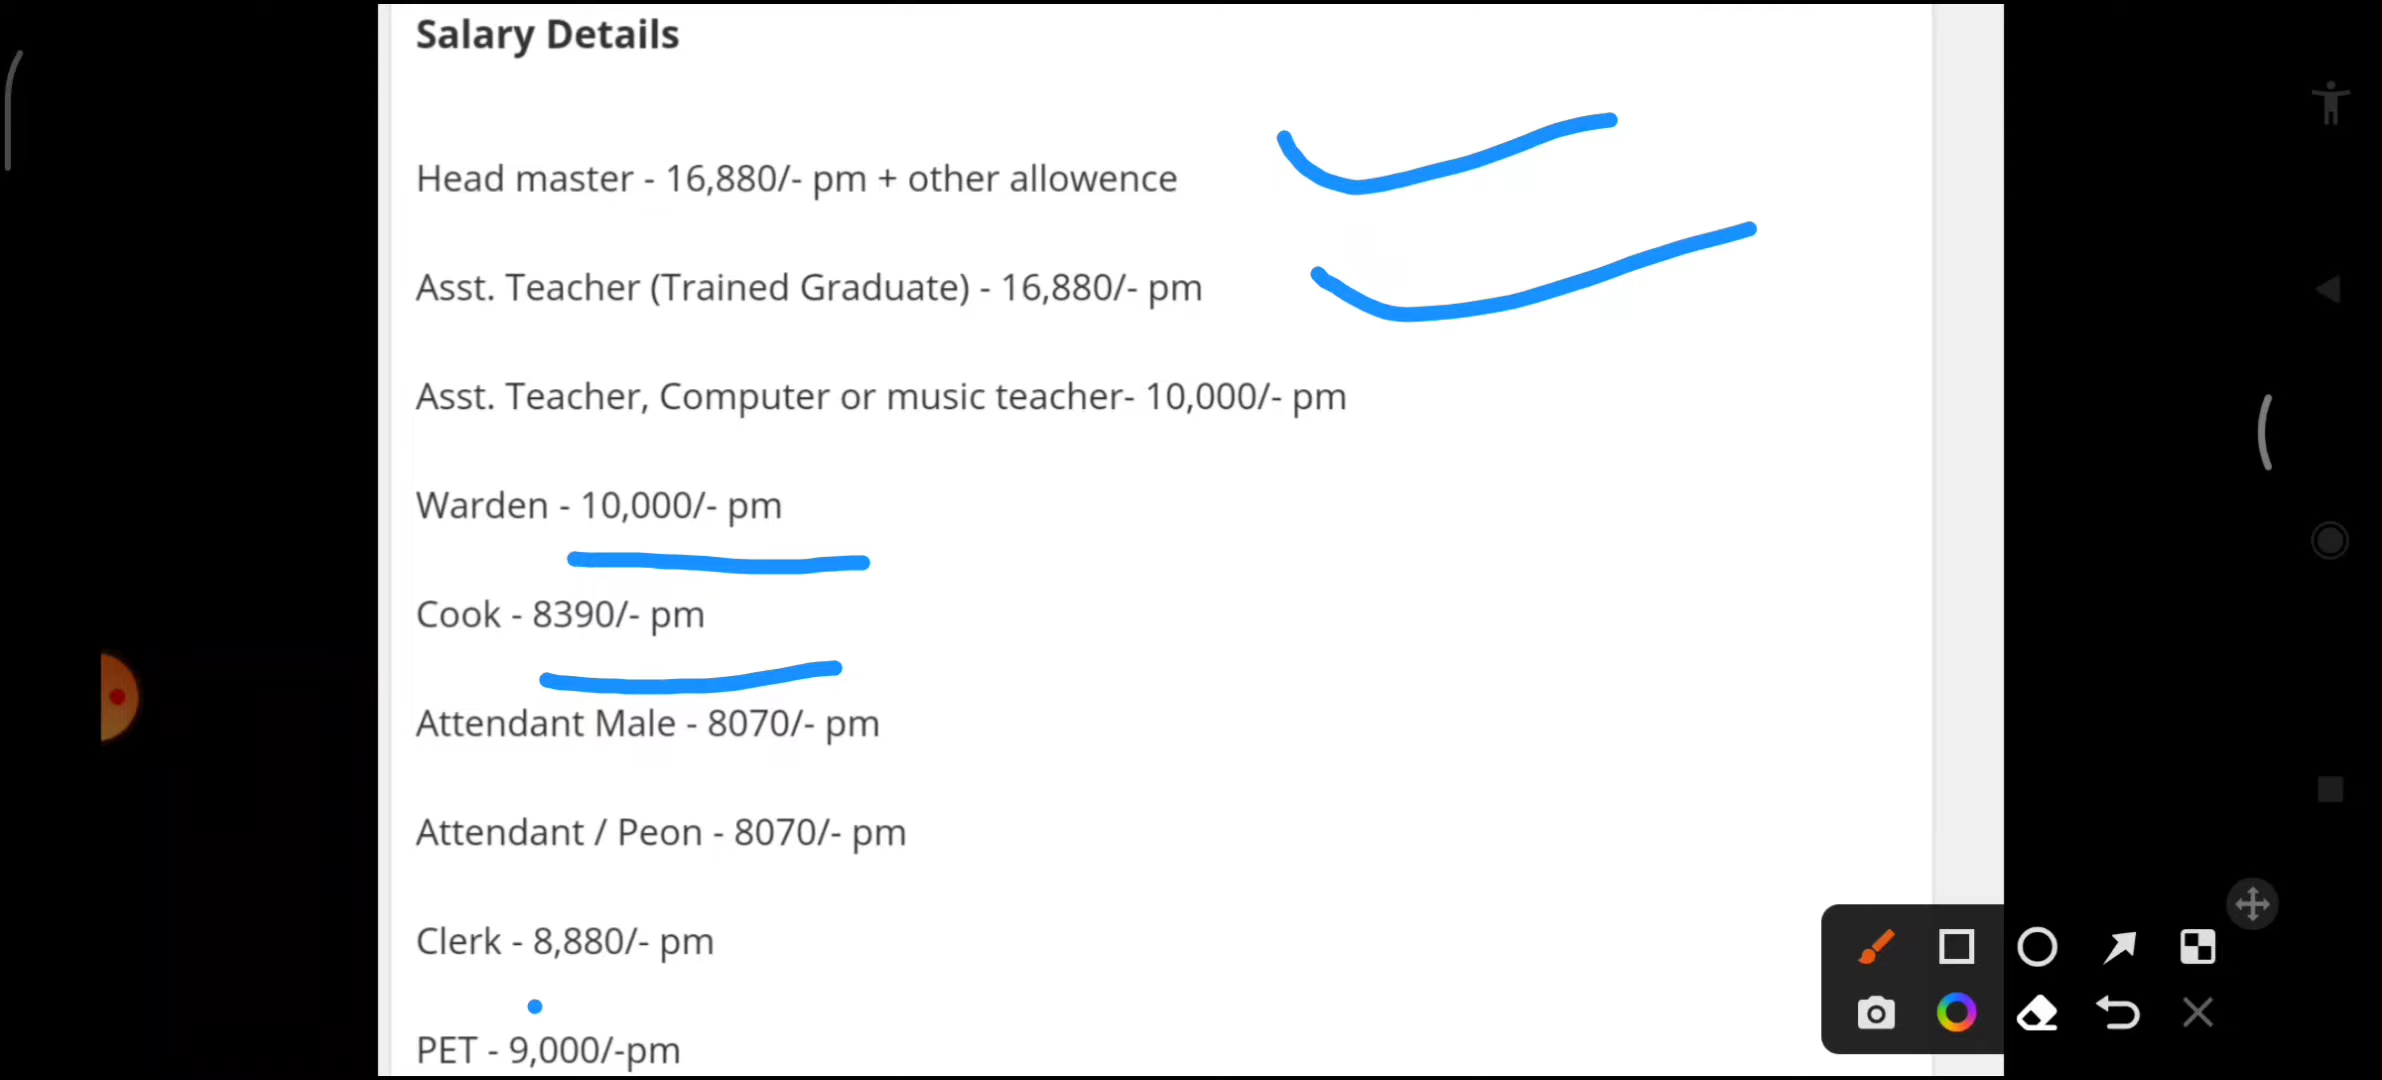 Salary Details
Head master - 16,880/- pm + other allowence
Asst. Teacher (Trained Graduate) - 16,880/- pm
Asst. Teacher, Computer or music teacher- 10,000/- pm
Warden - 10,000/- pm
Cook - 8390/- pm
Attendant Male - 8070/- pm
Attendant / Peon - 8070/- pm
Clerk - 8,880/- pm
PET - 9,000/-pm